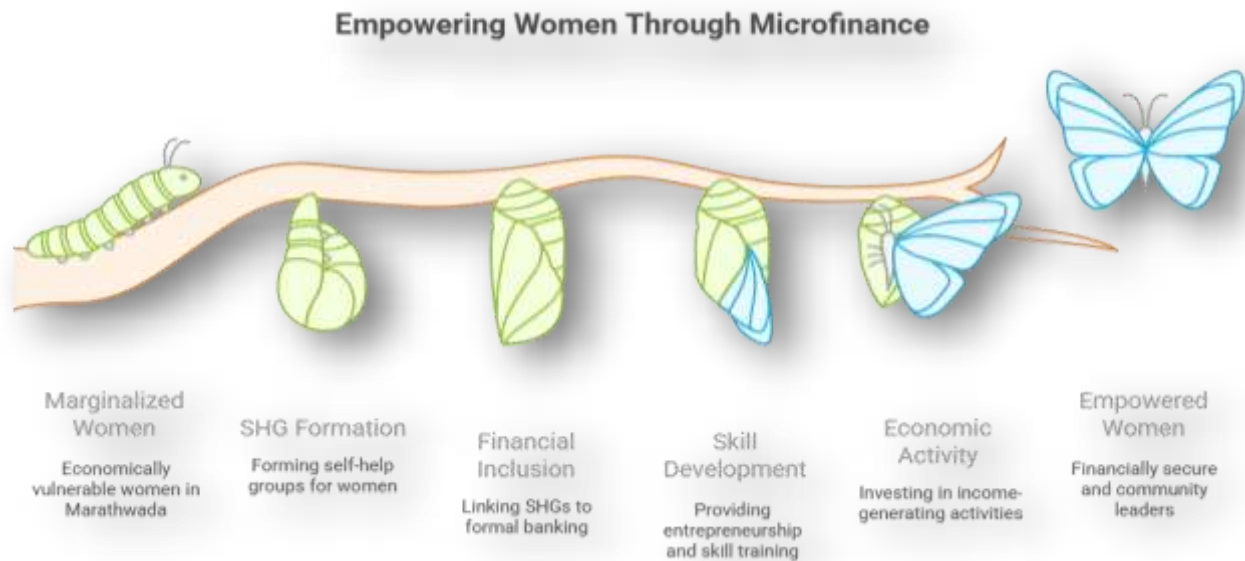 Empowering Women Through Microfinance
Marginalized
Women
Economically
vulnerable women in
Marathwada
SHG Formation
Forming self-help
groups for women
Financial
Inclusion
Linking SHGs to
formal banking
Skill
Development
Providing
entrepreneurship
and skill training
Economic
Activity
Investing in income-
generating activities
Empowered
Women
Financially secure
and community
leaders